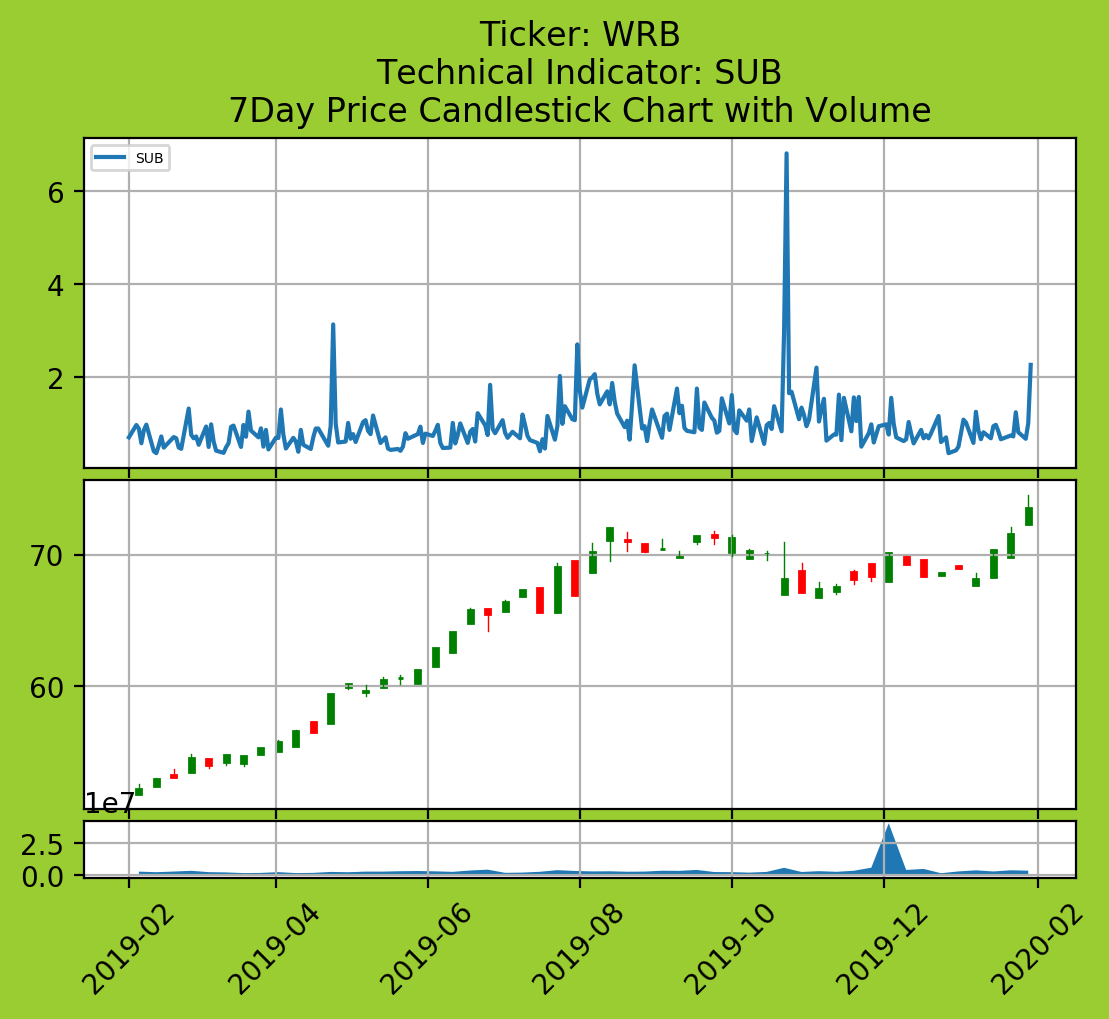 Ticker: WRB
Technical Indicator: SUB
7Day Price Candlestick Chart with Volume
SUB
6
4
2
70
60
1e7
2.5
0.0
2019-02
2019-04
2019-06
2019-08
2019-10
2019-12
2020-02